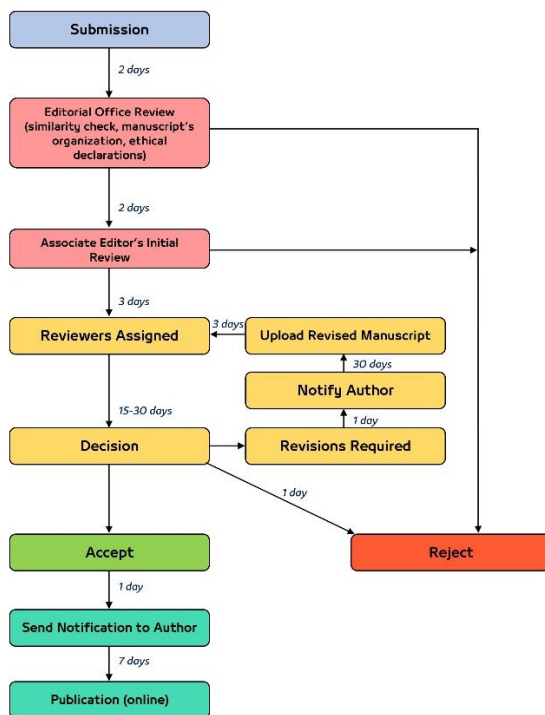 Submission
2 days
Editorial Office Review
(similarity check, manuscript's
organization, ethical
declarations)
2 days
Associate Editor's Initial
Review
3 days
Reviewers Assigned
3 days
Upload Revised Manuscript
30 days
Notify Author
15-30 days
1 day
Decision
Revisions Required
1 day
Accept
Reject
1 day
Send Notification to Author
7 days
Publication (online)